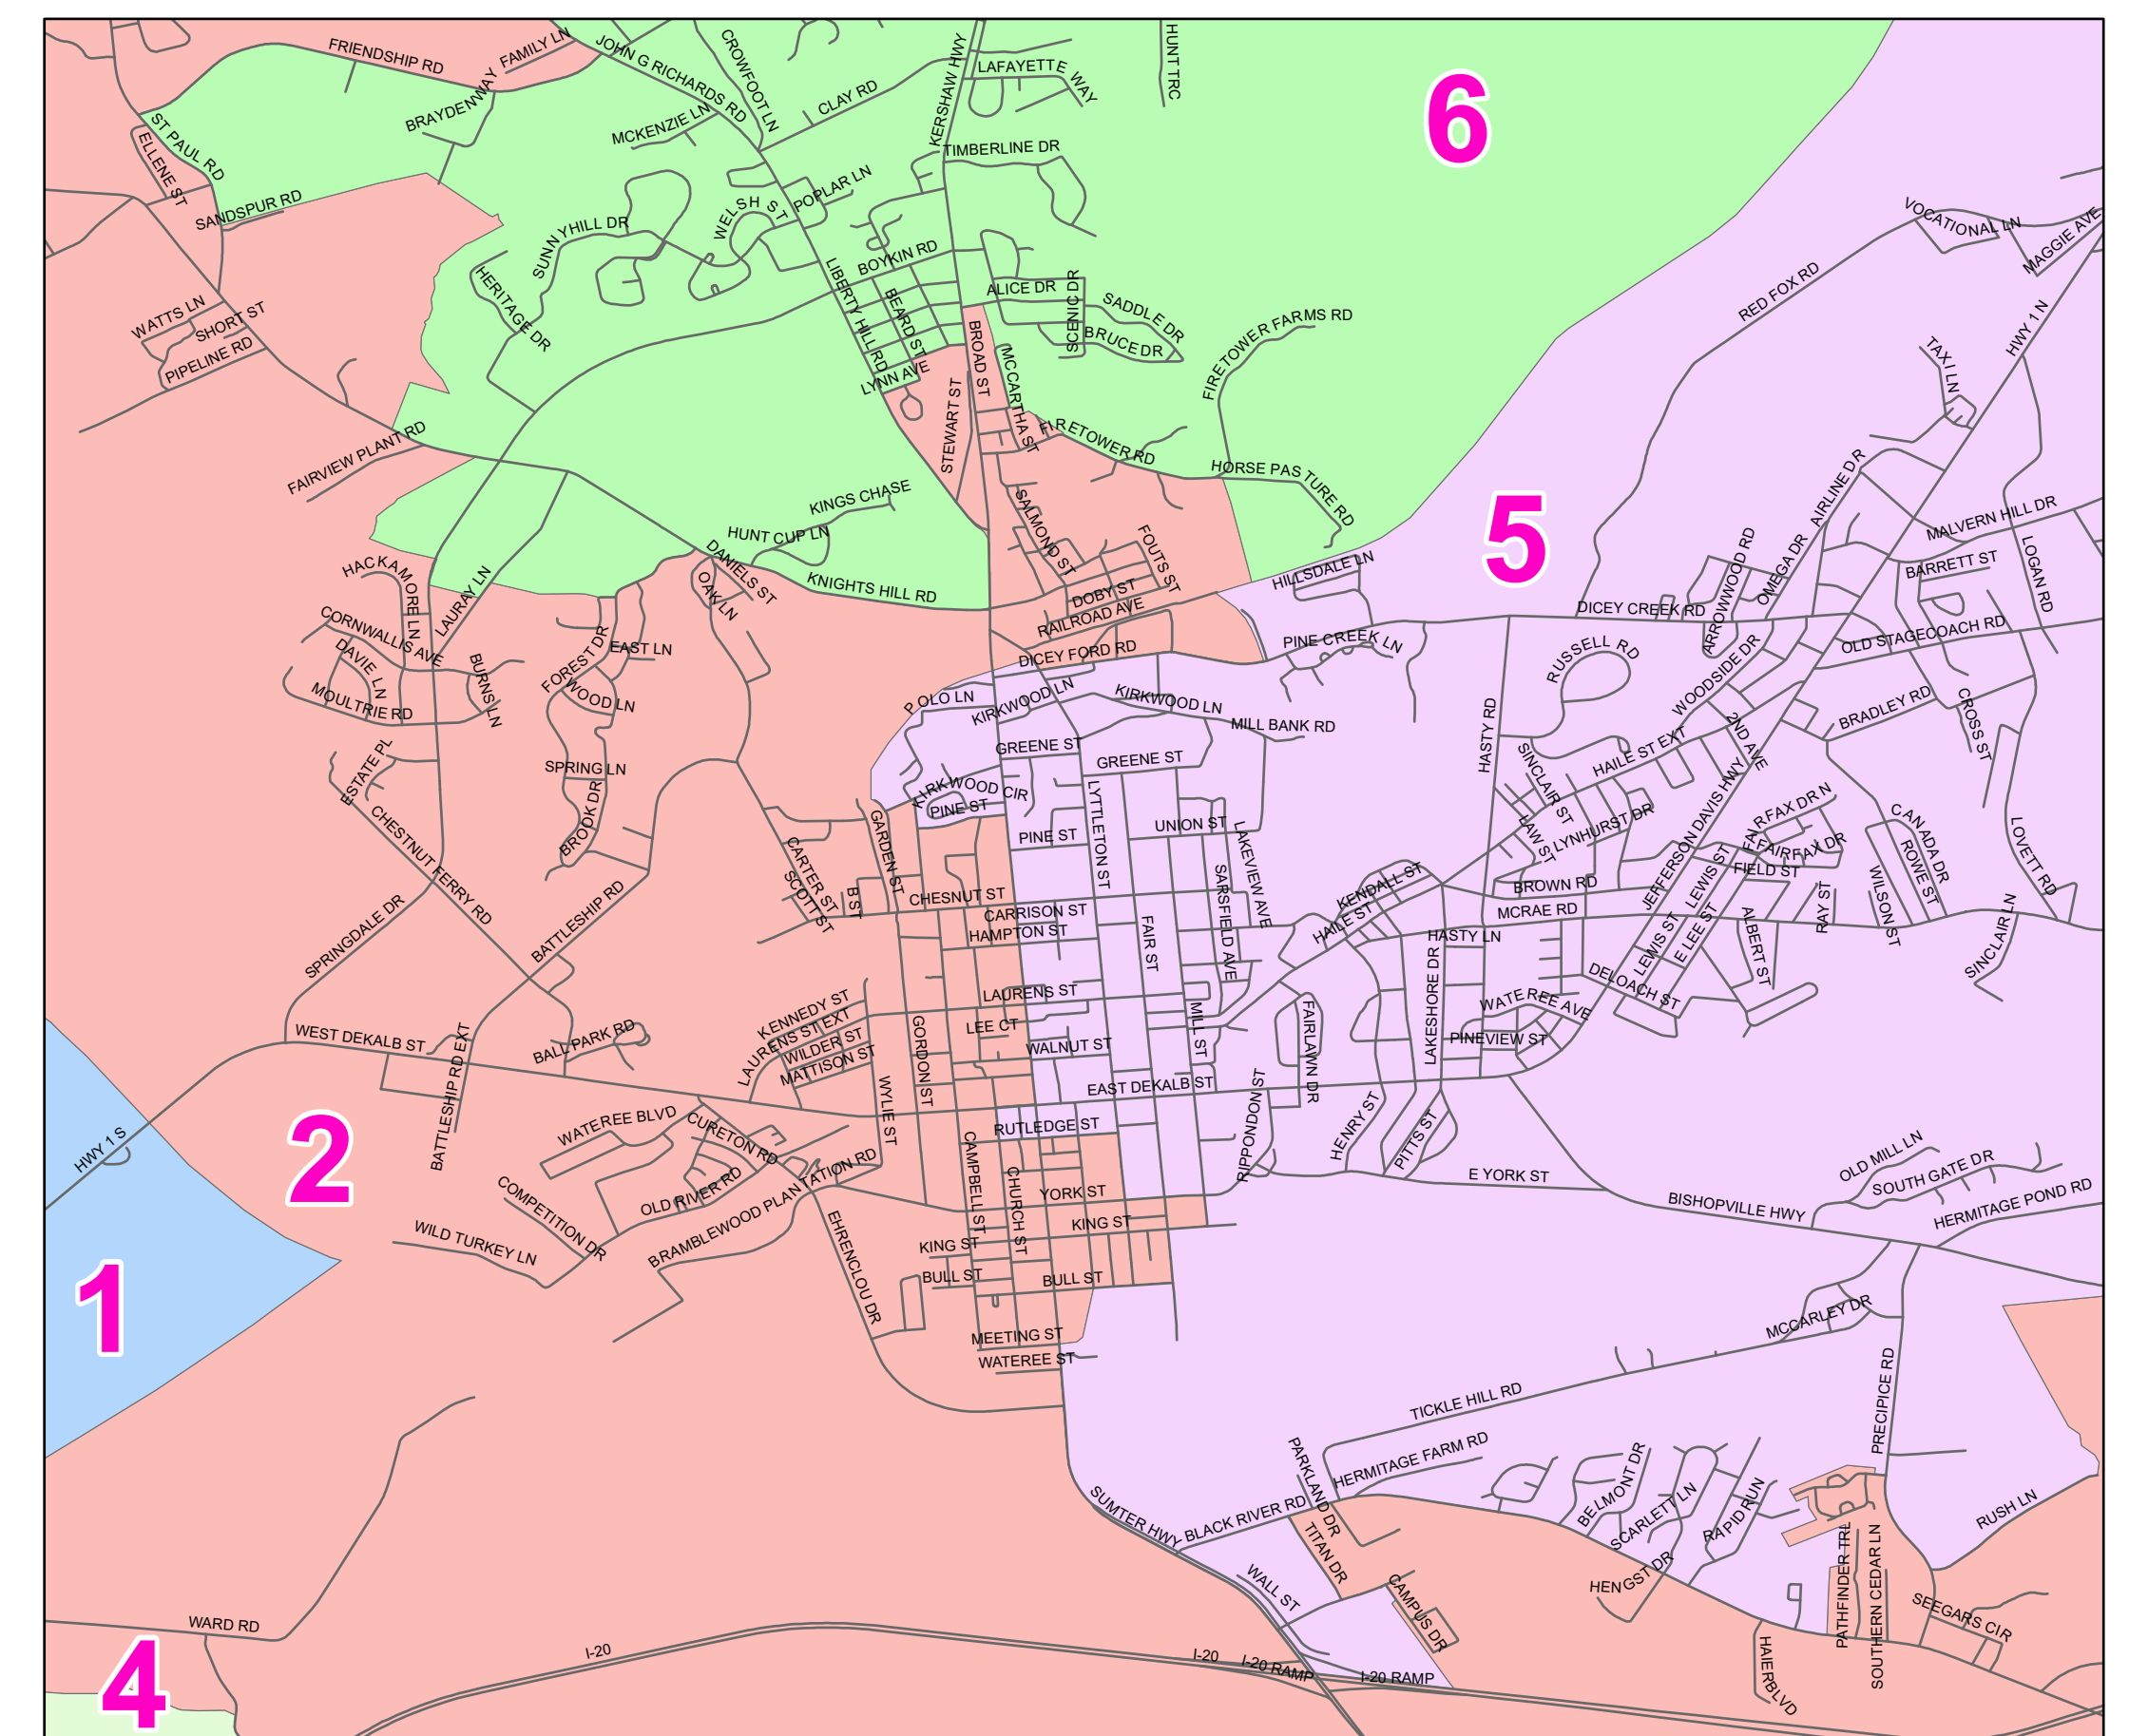 FRIENDSHIP RD
FAMILY LN
JOHN G RICHARDS RD
CROWFOOT LN
KERSHAW HWY
LAFAYETTE WAY
HUNT TRC
6
BRAYDENWAY
MCKENZIE LN
CLAY RD
ST PAUL RD
ELLENE ST
TIMBERLINE DR
SANDSPUR RD
SUNNYHILL DR
WELSH ST
POPLAR LN
VOCATIONAL LN
MAGGIE AVE
HERITAGE DR
LIBERTY HILL RD
BOYKIN RD
BEARD ST
ALICE DR
SCENIC DR
SADDLE DR
BRUCE DR
FIRETOWER FARMS RD
RED FOX RD
HWY 1 N
WATTS LN
SHORT ST
PIPELINE RD
LYNN AVE
BROAD ST
MCCARTHA ST
STEWART ST
TAXI LN
FAIRVIEW PLANT RD
FIRETOWER RD
HORSE PASTURE RD
KINGS CHASE
HUNT CUP LN
SALMOND ST
FOUTS ST
5
AIRLINE DR
MALVERN HILL DR
HACKAMORE LN
LAURAY LN
DANIELS ST
OAK LN
KNIGHTS HILL RD
DOBY ST
RAILROAD AVE
HILLSDALE LN
ARROWWOOD RD
OMEGA DR
BARRETT ST
LOGAN RD
DICEY CREEK RD
CORNWALLIS AVE
DAVIE LN
MOULTRIE RD
BURNS LN
FOREST DR
EAST LN
WOOD LN
DICEY FORD RD
PINE CREEK LN
RUSSELL RD
WOODSIDE DR
OLD STAGECOACH RD
POLO LN
KIRKWOOD LN
KIRKWOOD LN
MILL BANK RD
HASTY RD
BRADLEY RD
CROSS ST
2ND AVE
ESTATE PL
SPRING LN
GREENE ST
GREENE ST
KIRKWOOD CIR
PINE ST
LYTTLETON ST
SINCLAIR ST
HAILE ST EXT
JEFFERSON DAVIS HWY
CHESTNUT FERRY RD
BROOK DR
CARTER ST
SCOTT ST
GARDEN ST
PINE ST
UNION ST
LAKEVIEW AVE
LAW ST
LYNHURST DR
FAIRFAX DR N
FAIRFAX DR
FIELD ST
CANADA DR
ROWE ST
LOVETT RD
SPRINGDALE DR
BATTLESHIP RD
B ST
CHESNUT ST
CARRISON ST
HAMPTON ST
FAIR ST
SARSFIELD AVE
KENDALL ST
HAILE ST
BROWN RD
MCRAE RD
HASTY LN
LEWIS ST
LEWIS ST
E LEE ST
ALBERT ST
RAY ST
WILSON ST
SINCLAIR LN
WEST DEKALB ST
BATTLESHIP RD EXT
BALL PARK RD
KENNEDY ST
LAURENS ST EXT
WILDER ST
MATTISON ST
GORDON ST
LAURENS ST
LEE CT
WALNUT ST
MILL ST
FAIRLAWN DR
LAKESHORE DR
WATEREE AVE
PINEVIEW ST
DELOACH ST
EAST DEKALB ST
HWY 1 S
2
WATEREE BLVD
CURETON RD
WYLIE ST
RUTLEDGE ST
RIPPONDON ST
HENRY ST
PITTS ST
E YORK ST
OLD MILL LN
SOUTH GATE DR
BISHOPVILLE HWY
HERMITAGE POND RD
COMPETITION DR
WILD TURKEY LN
OLD RIVER RD
BRAMBLEWOOD PLANTATION RD
CAMPBELL ST
CHURCH ST
YORK ST
KING ST
KING ST
BULL ST
BULL ST
EHRENCLOU DR
1
MEETING ST
WATEREE ST
MCCARLEY DR
TICKLE HILL RD
PRECIPICE RD
PARKLAND DR
HERMITAGE FARM RD
SUMTER HWY
BLACK RIVER RD
TITAN DR
BELMONT DR
SCARLETT LN
RAPID RUN
RUSH LN
WALL ST
CAMPUS DR
HENGST DR
PATHFINDER TRL
SOUTHERN CEDAR LN
SEEGARS CIR
WARD RD
4
I-20
I-20
I-20 RAMP
I-20 RAMP
HAIERBLVD